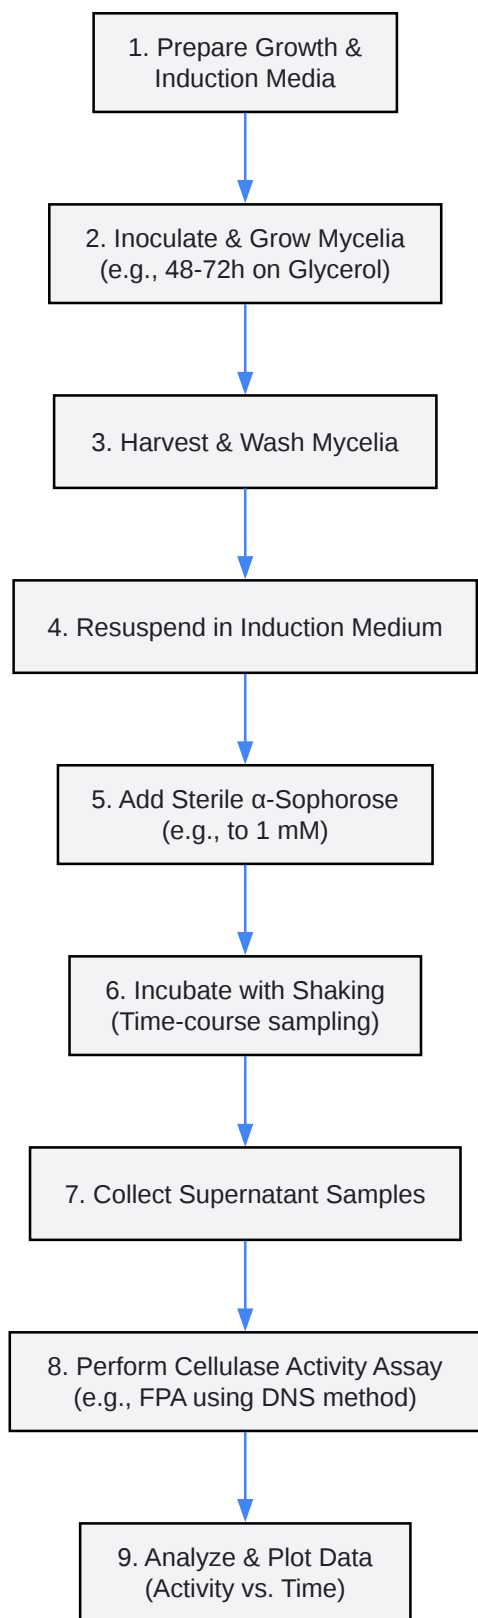 1. Prepare Growth &
Induction Media
2. Inoculate & Grow Mycelia
(e.g., 48-72h on Glycerol)
3. Harvest & Wash Mycelia
4. Resuspend in Induction Medium
5. Add Sterile α-Sophorose
(e.g., to 1 mM)
6. Incubate with Shaking
(Time-course sampling)
7. Collect Supernatant Samples
8. Perform Cellulase Activity Assay
(e.g., FPA using DNS method)
9. Analyze & Plot Data
(Activity vs. Time)